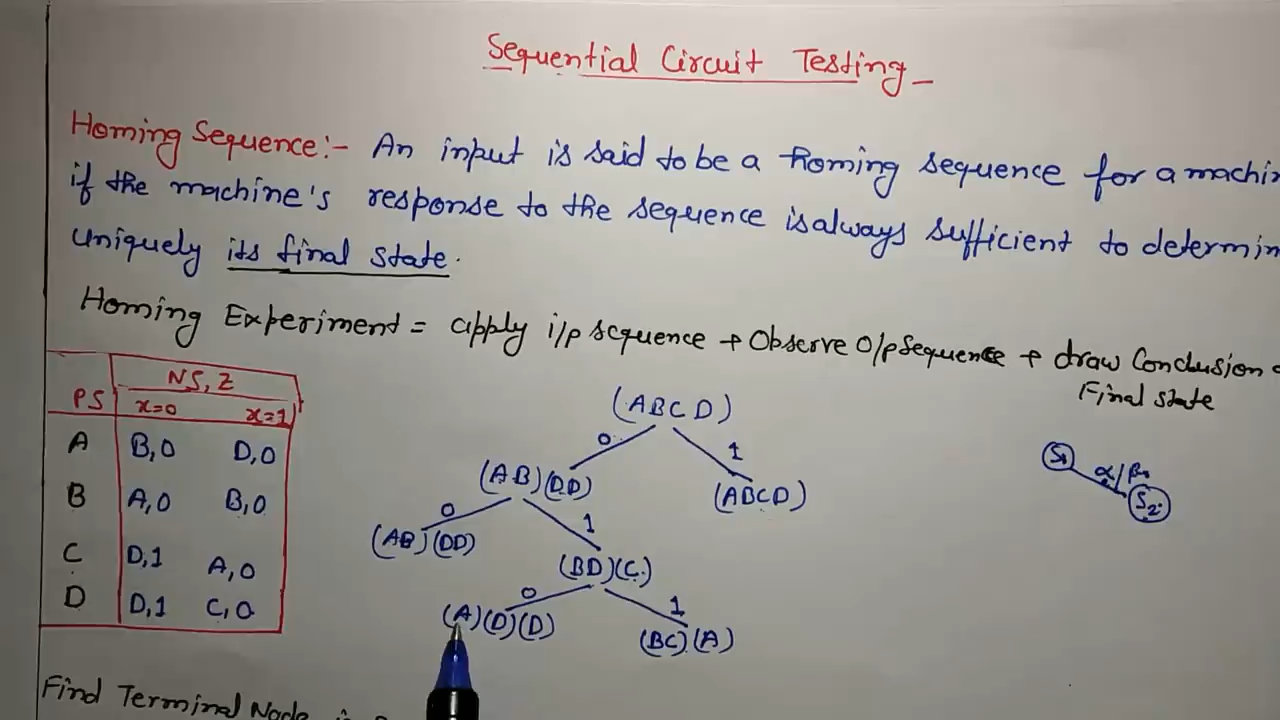 Sequential Circuit Testing
Homing Sequence:- An input is said to be a Homing sequence for a machin
if the machine's response to the sequence is always sufficient to determin
uniquely its final state.
Homing Experiment = apply i/p sequence + Observe O/p Sequence + draw Conclusion
Final state
NS, Z
PS x=0 x=1
A B,0 D,0
B A,0 B,0
C D,1 A,0
D D,1 C,0
(ABCD)
0 1
(AB)(DD) (ABCD)
0 1
(AB)(DD) (BD)(C)
0 1
(A)(D)(D) (BC)(A)
S1 α/β S2
Find Terminal Node